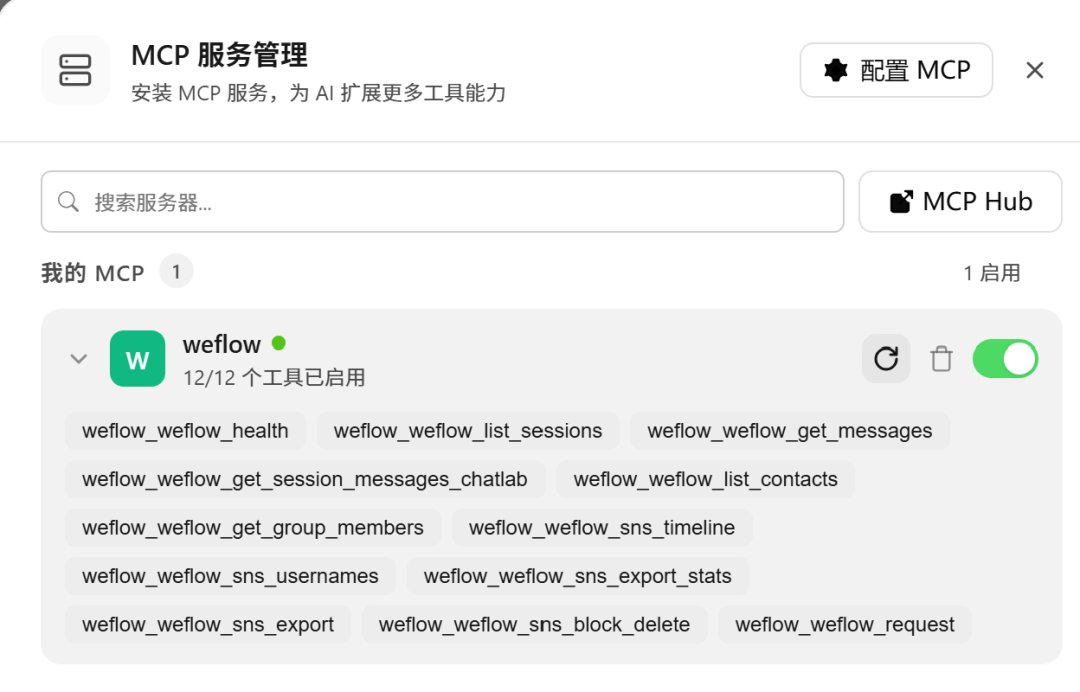 MCP 服务管理
安装 MCP 服务，为 AI 扩展更多工具能力
配置 MCP
搜索服务器...
MCP Hub
我的 MCP 1
1 启用
W
weflow
12/12 个工具已启用
weflow_weflow_health weflow_weflow_list_sessions weflow_weflow_get_messages
weflow_weflow_get_session_messages_chatlab weflow_weflow_list_contacts
weflow_weflow_get_group_members weflow_weflow_sns_timeline
weflow_weflow_sns_usernames weflow_weflow_sns_export_stats
weflow_weflow_sns_export weflow_weflow_sns_block_delete weflow_weflow_request